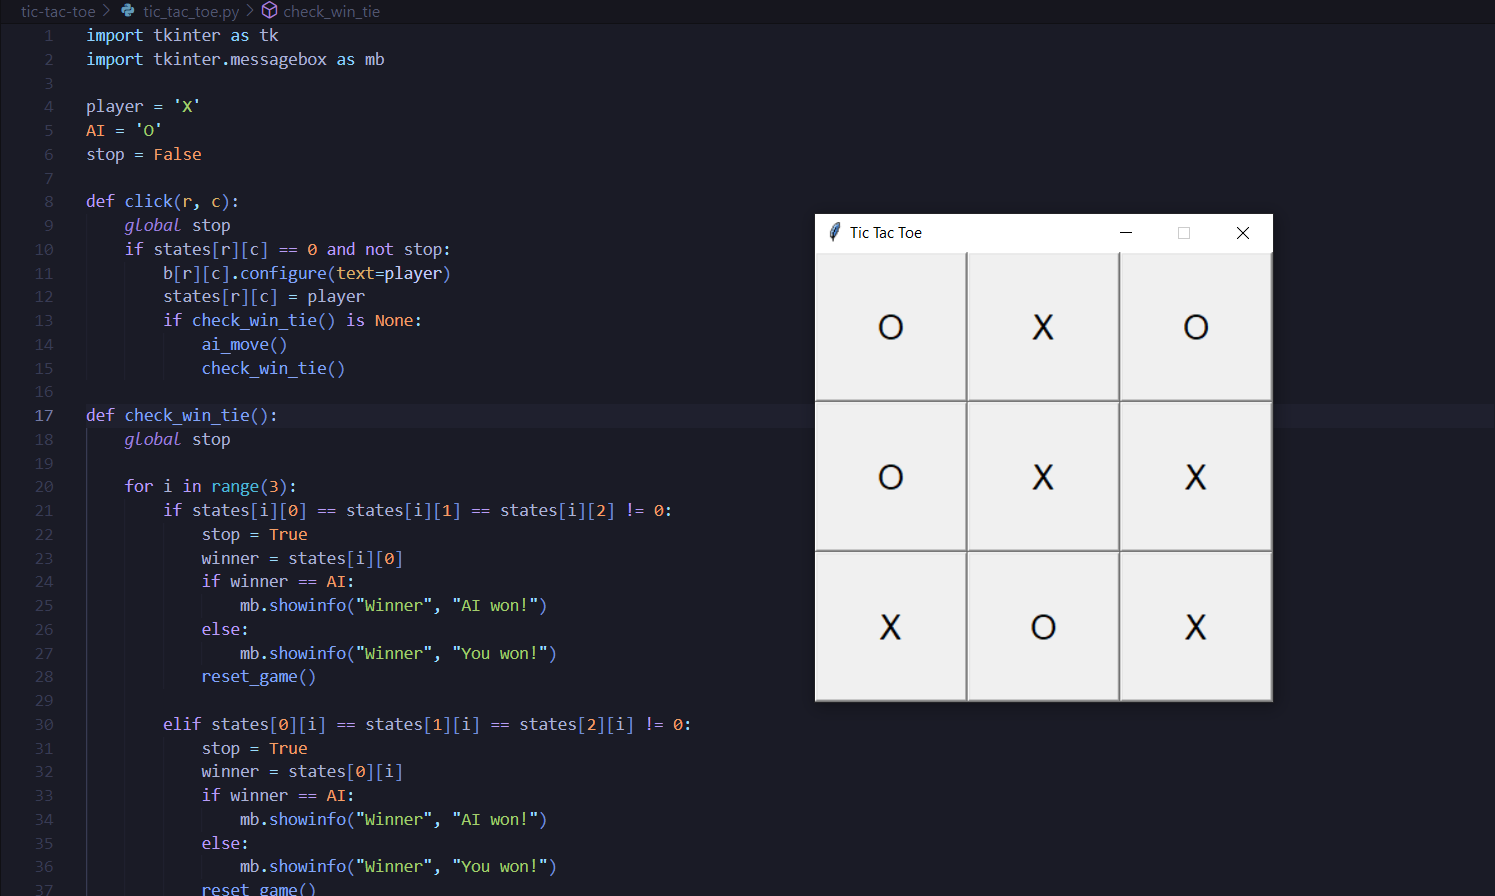 tic-tac-toe > tic_tac_toe.py > check_win_tie
1 import tkinter as tk
2 import tkinter.messagebox as mb
3
4 player = 'X'
5 AI = 'O'
6 stop = False
7
8 def click(r, c):
9 global stop
10 if states[r][c] == 0 and not stop:
11 b[r][c].configure(text=player)
12 states[r][c] = player
13 if check_win_tie() is None:
14 ai_move()
15 check_win_tie()
16
17 def check_win_tie():
18 global stop
19
20 for i in range(3):
21 if states[i][0] == states[i][1] == states[i][2] != 0:
22 stop = True
23 winner = states[i][0]
24 if winner == AI:
25 mb.showinfo("Winner", "AI won!")
26 else:
27 mb.showinfo("Winner", "You won!")
28 reset_game()
29
30 elif states[0][i] == states[1][i] == states[2][i] != 0:
31 stop = True
32 winner = states[0][i]
33 if winner == AI:
34 mb.showinfo("Winner", "AI won!")
35 else:
36 mb.showinfo("Winner", "You won!")
37 reset_game()
Tic Tac Toe
O X O
O X X
X O X